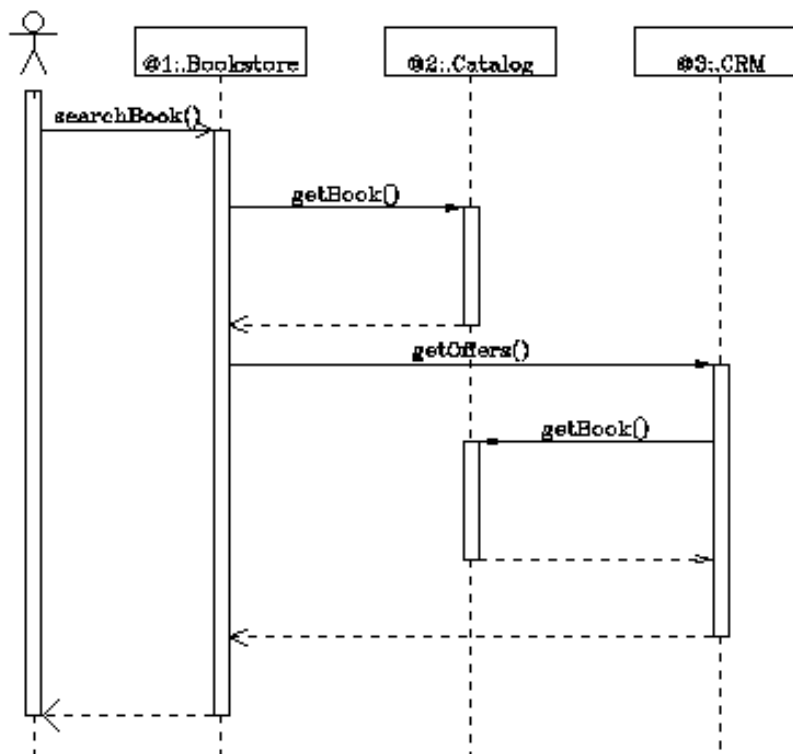 @1:.Bookstore
@2:.Catalog
@3:.CRM
searchBook()
getBook()
getOffers()
getBook()